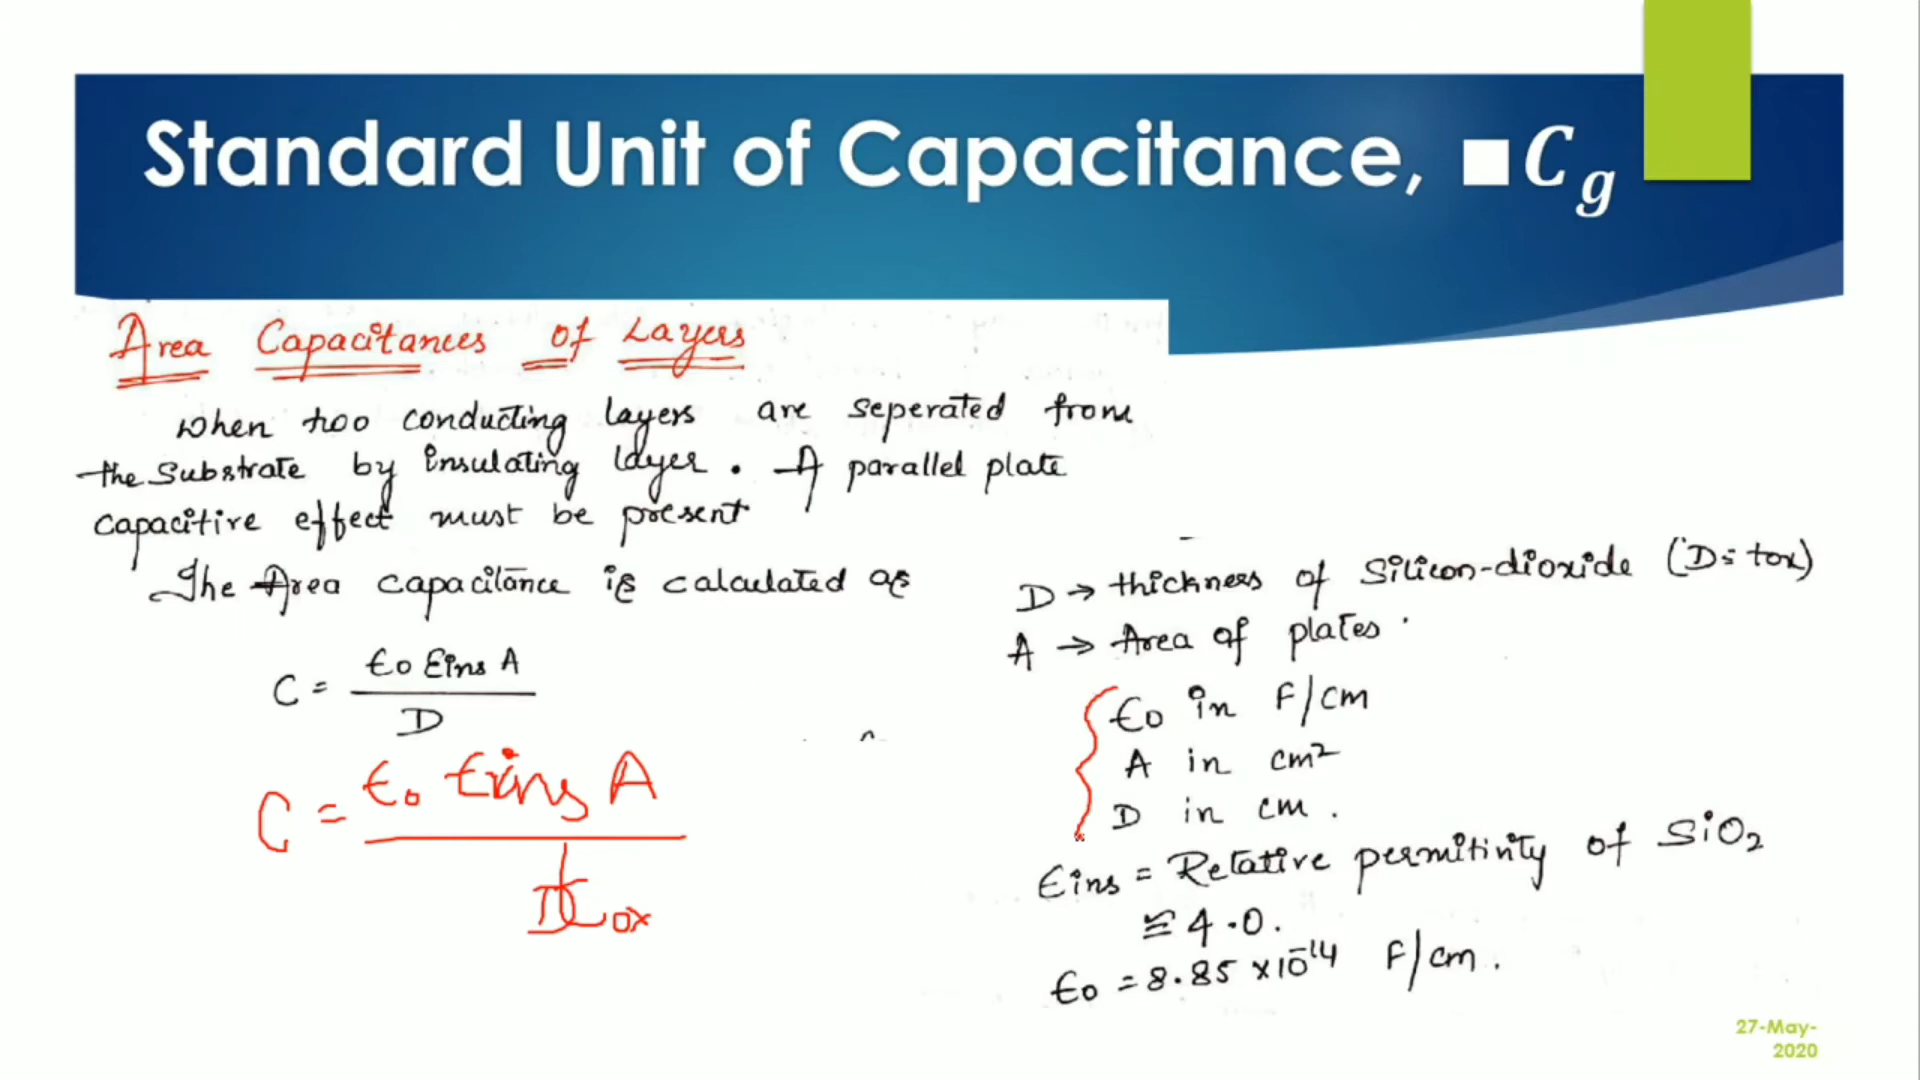 Standard Unit of Capacitance, ■C_g
Area Capacitances of Layers
When two conducting layers are seperated from
the substrate by insulating layer. A parallel plate
capacitive effect must be present
The Area capacitance is calculated as
C = ϵ0 ϵins A / D
C = ϵ0 ϵins A / D tox
D → thickness of Silicon-dioxide (D = tox)
A → Area of plates.
ϵ0 in F/cm
A in cm²
D in cm.
ϵins = Relative permitivity of SiO2
≅ 4.0.
ϵ0 = 8.85 × 10⁻¹⁴ F/cm.
27-May-
2020